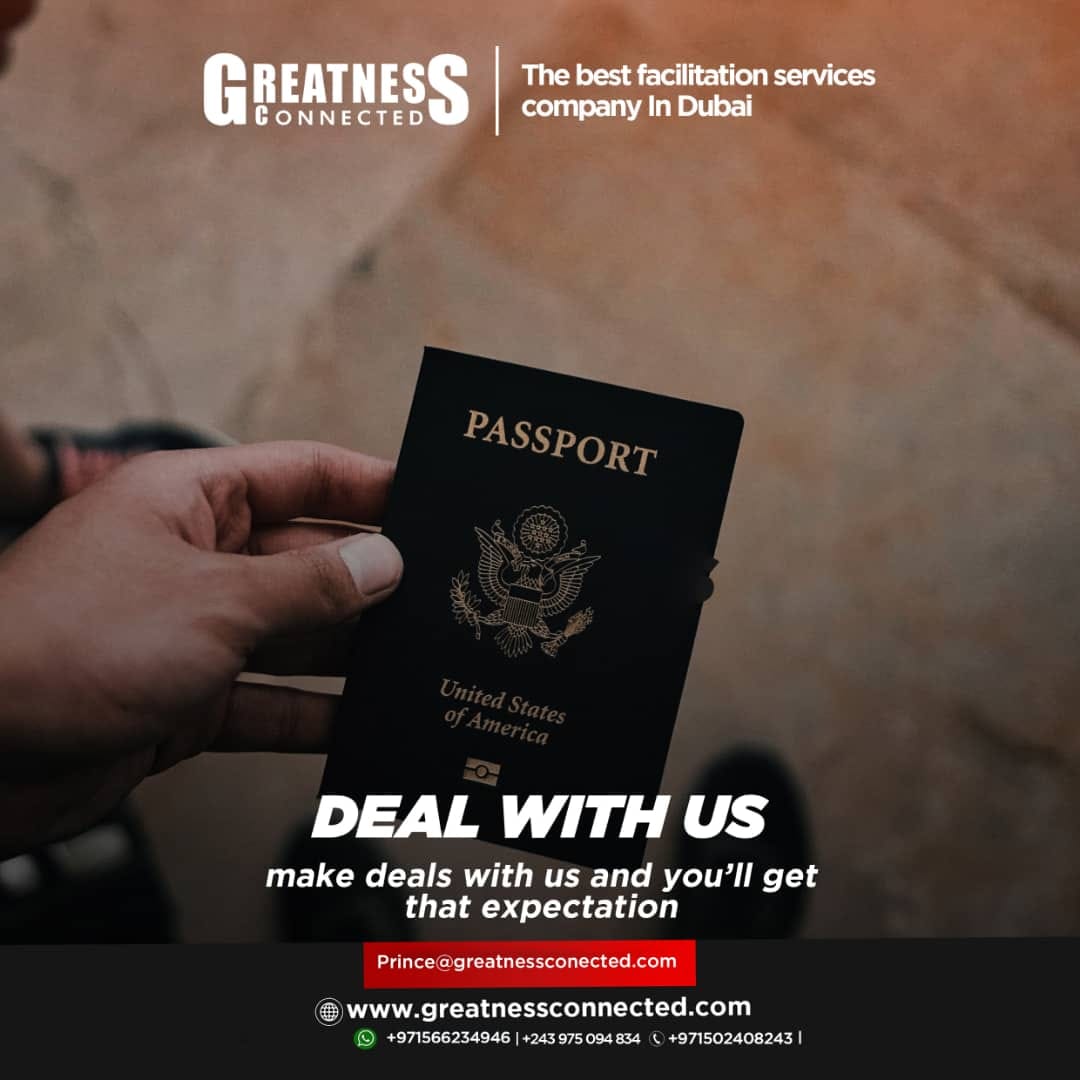 GREATNESS
CONNECTED
The best facilitation services
company In Dubai
PASSPORT
United States
of America
DEAL WITH US
make deals with us and you'll get
that expectation
Prince@greatnessconected.com
www.greatnessconnected.com
+971566234946 | +243 975 094 834 +971502408243 |